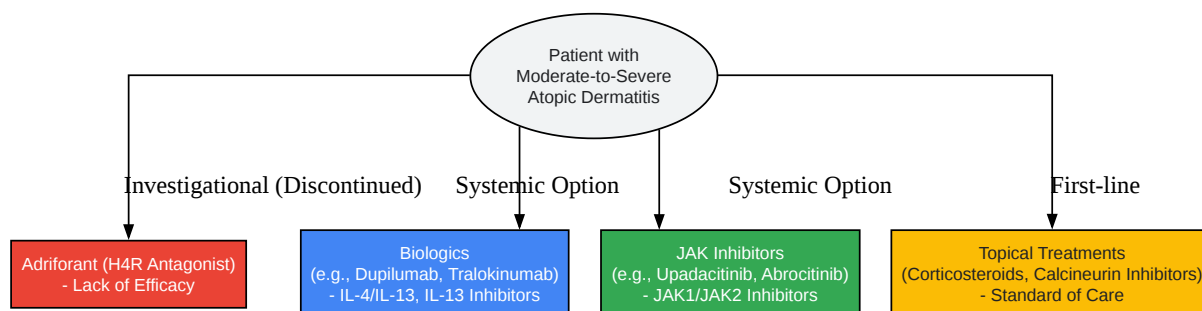 Patient with
Moderate-to-Severe
Atopic Dermatitis
Investigational (Discontinued)
Systemic Option
Systemic Option
First-line
Adriforant (H4R Antagonist)
- Lack of Efficacy
Biologics
(e.g., Dupilumab, Tralokinumab)
- IL-4/IL-13, IL-13 Inhibitors
JAK Inhibitors
(e.g., Upadacitinib, Abrocitinib)
- JAK1/JAK2 Inhibitors
Topical Treatments
(Corticosteroids, Calcineurin Inhibitors)
- Standard of Care